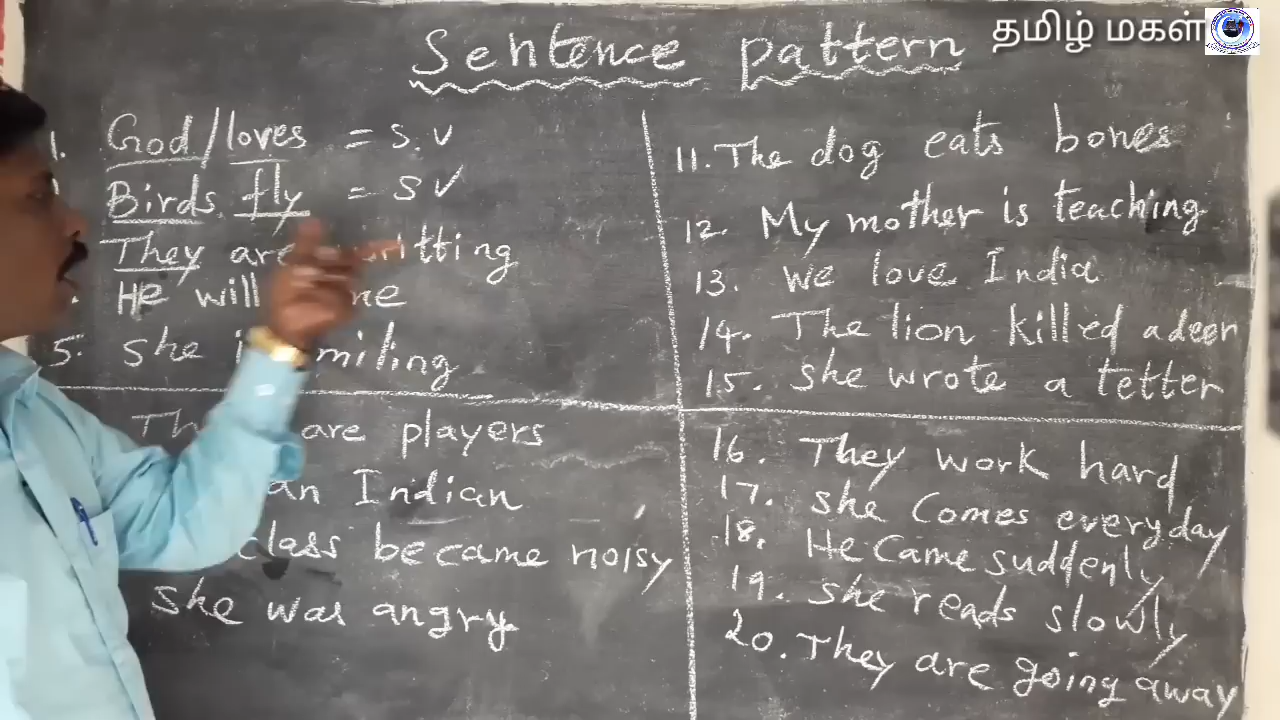 தமிழ் மகள்
Sentence pattern
1. God/loves = S.V
Birds fly = S V
They are writting
He will
5. She miling
are players
an Indian
class became noisy
She was angry
11. The dog eats bones
12. My mother is teaching
13. We love India
14. The lion killed a deer
15. She wrote a tetter
16. They work hard
17. She Comes everyday
18. He Came suddenly
19. She reads slowly
20. They are going away